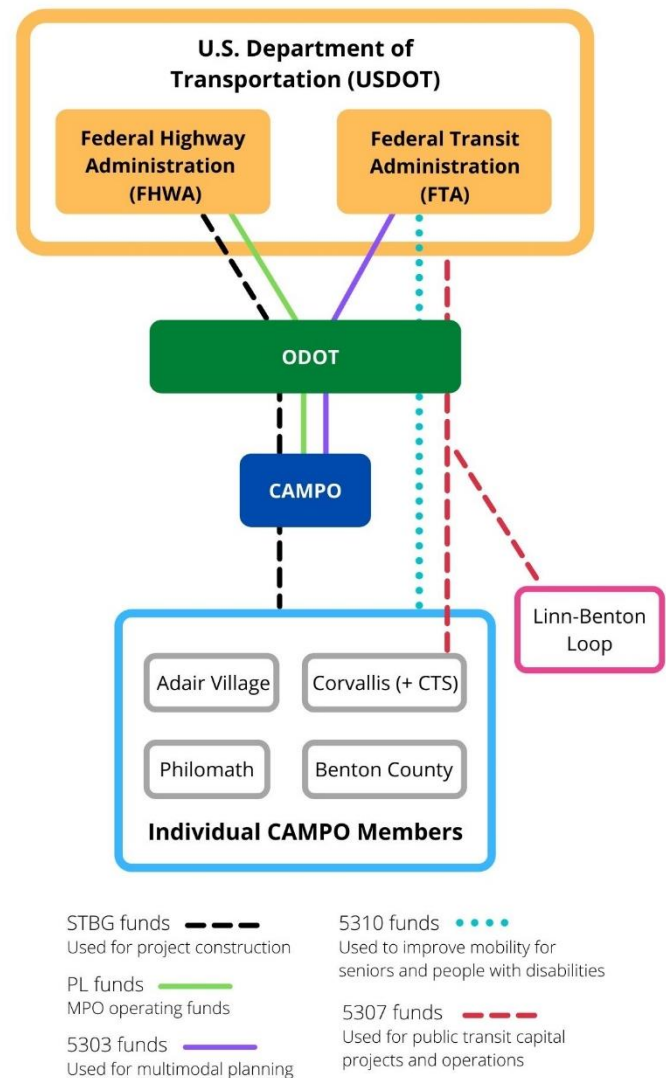 U.S. Department of
Transportation (USDOT)
Federal Highway
Administration
(FHWA)
Federal Transit
Administration
(FTA)
ODOT
CAMPO
Linn-Benton
Loop
Adair Village
Corvallis (+ CTS)
Philomath
Benton County
Individual CAMPO Members
STBG funds
Used for project construction
PL funds
MPO operating funds
5303 funds
Used for multimodal planning
5310 funds
Used to improve mobility for
seniors and people with disabilities
5307 funds
Used for public transit capital
projects and operations